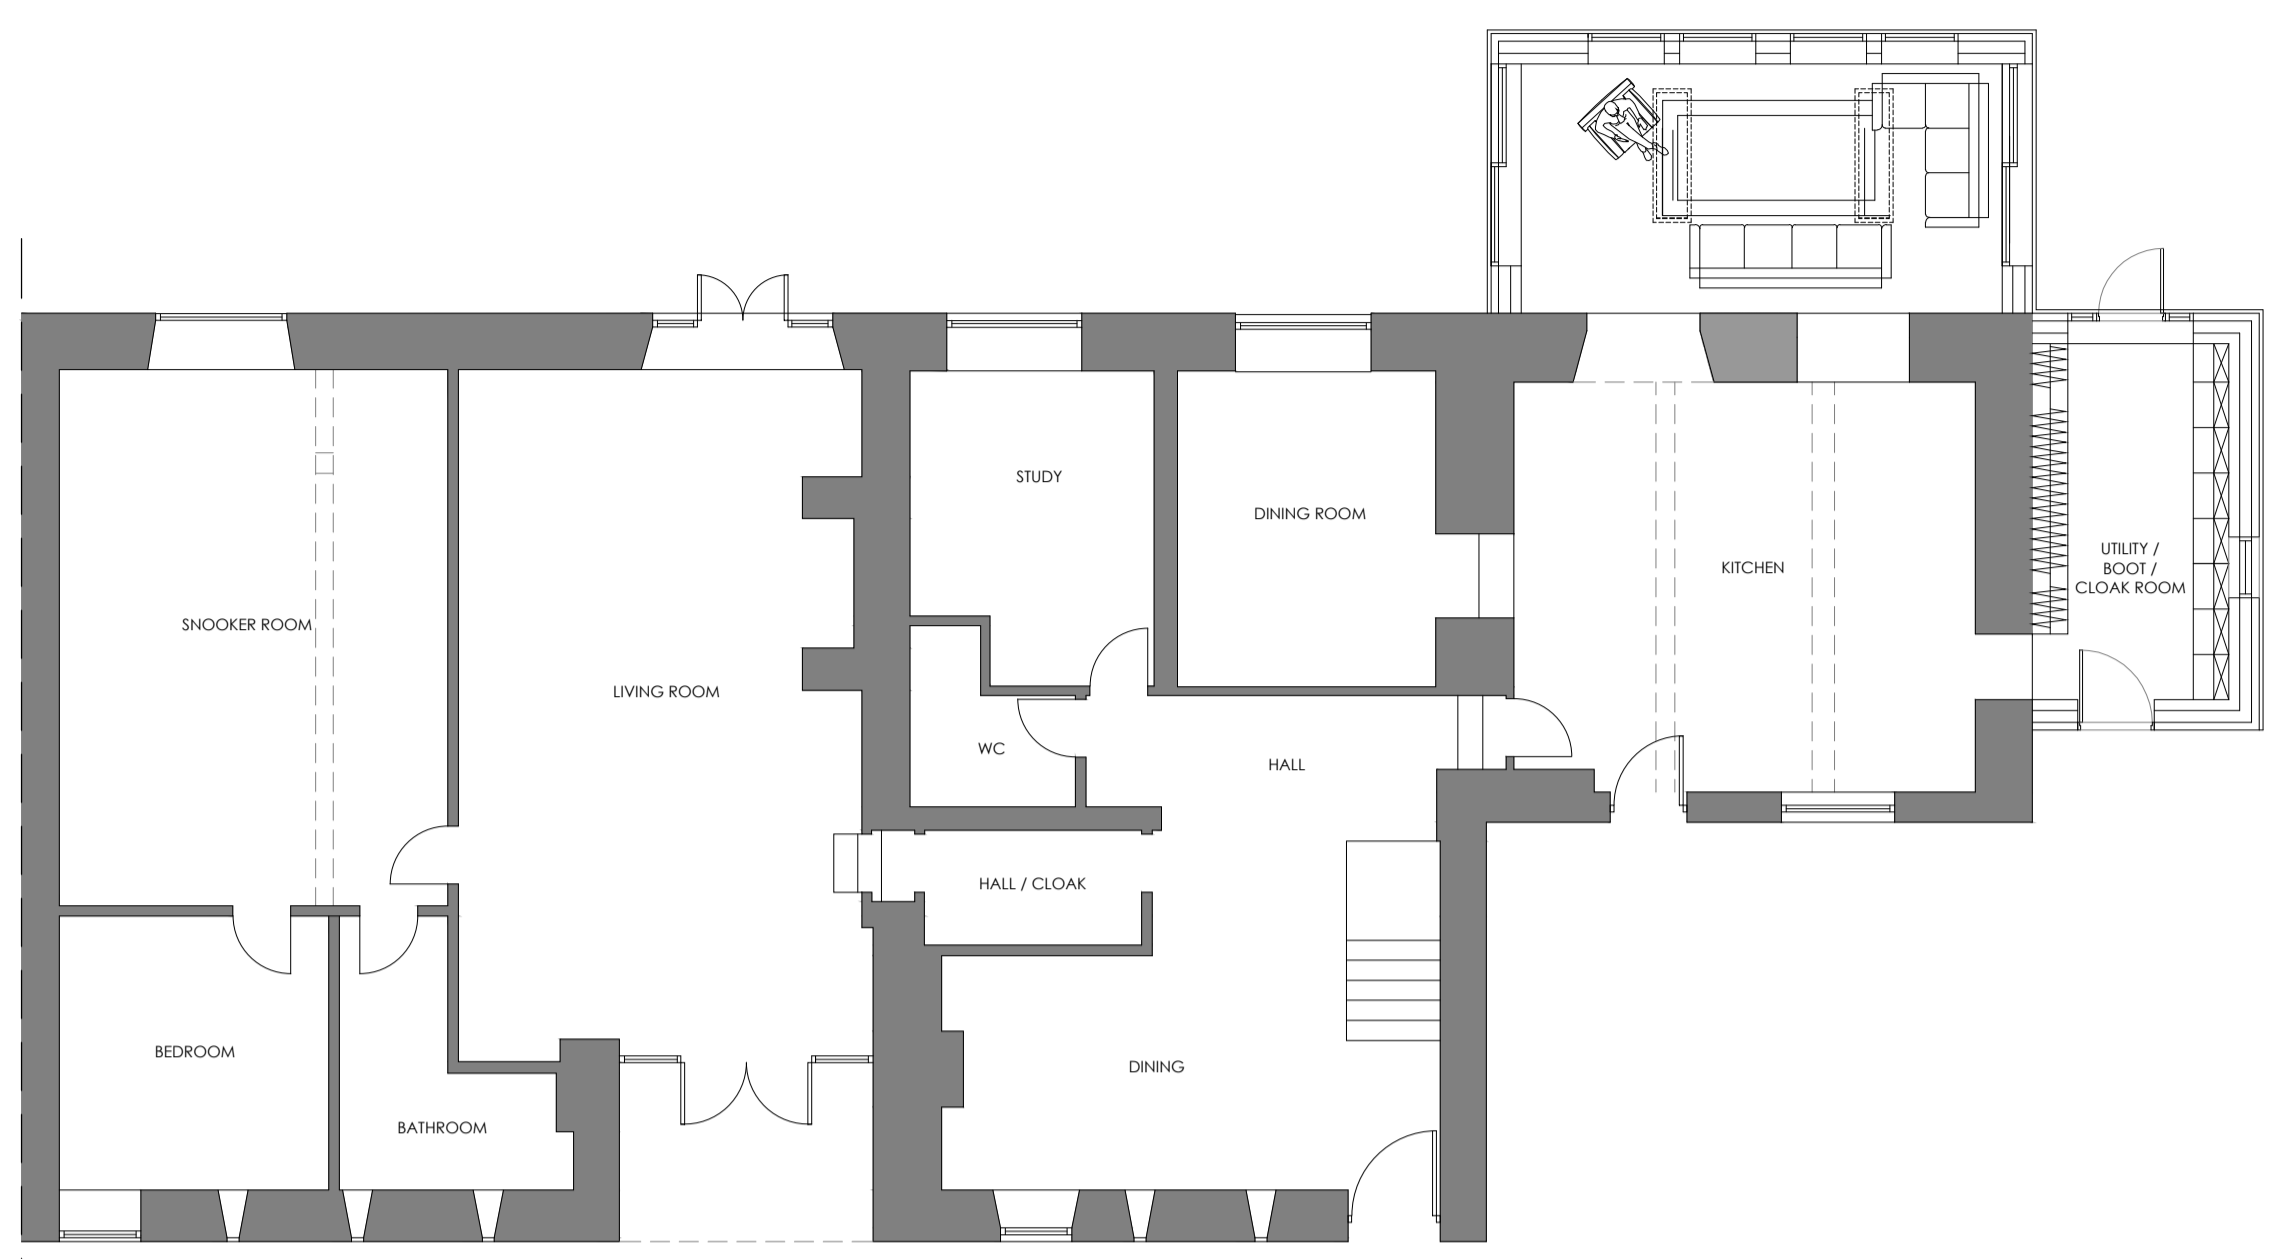 STUDY
DINING ROOM
UTILITY /
BOOT /
CLOAK ROOM
KITCHEN
SNOOKER ROOM
LIVING ROOM
WC
HALL
HALL / CLOAK
BEDROOM
DINING
BATHROOM